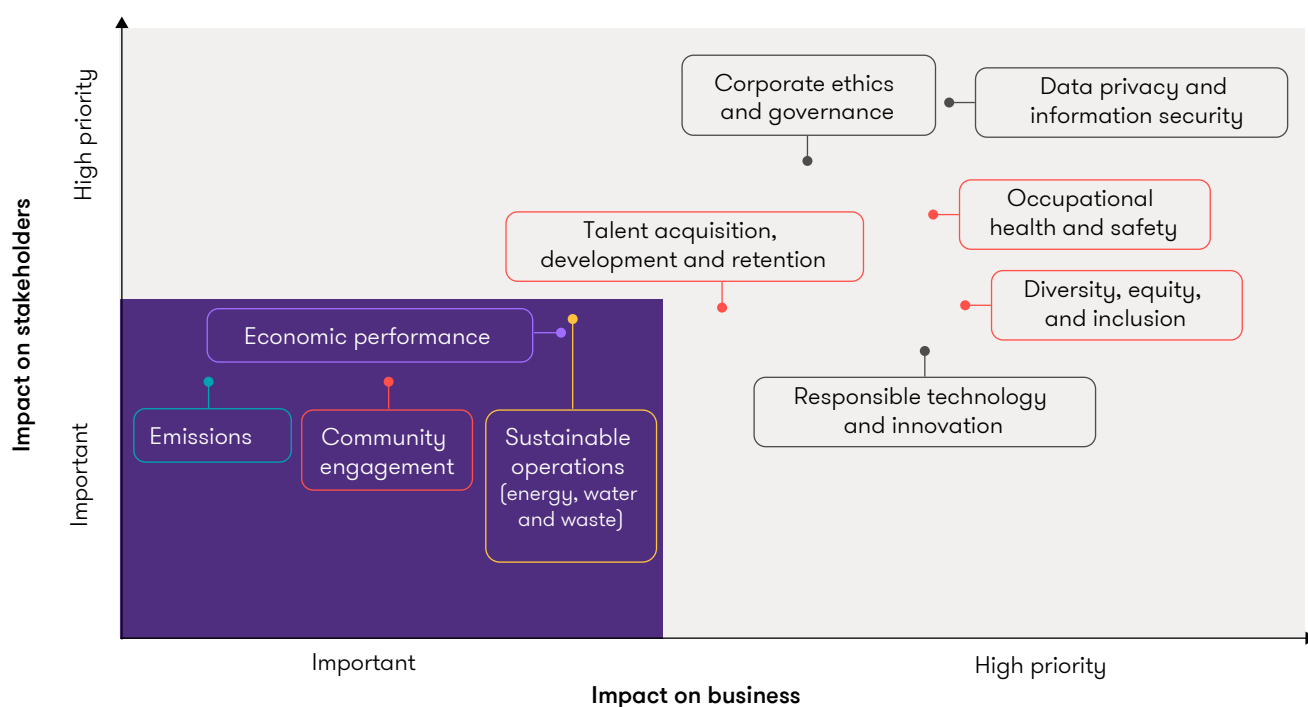 High priority
Important
Impact on stakeholders
Corporate ethics
and governance
Data privacy and
information security
Occupational
health and safety
Talent acquisition,
development and retention
Diversity, equity,
and inclusion
Economic performance
Responsible technology
and innovation
Emissions
Community
engagement
Sustainable
operations
(energy, water
and waste)
Important
High priority
Impact on business